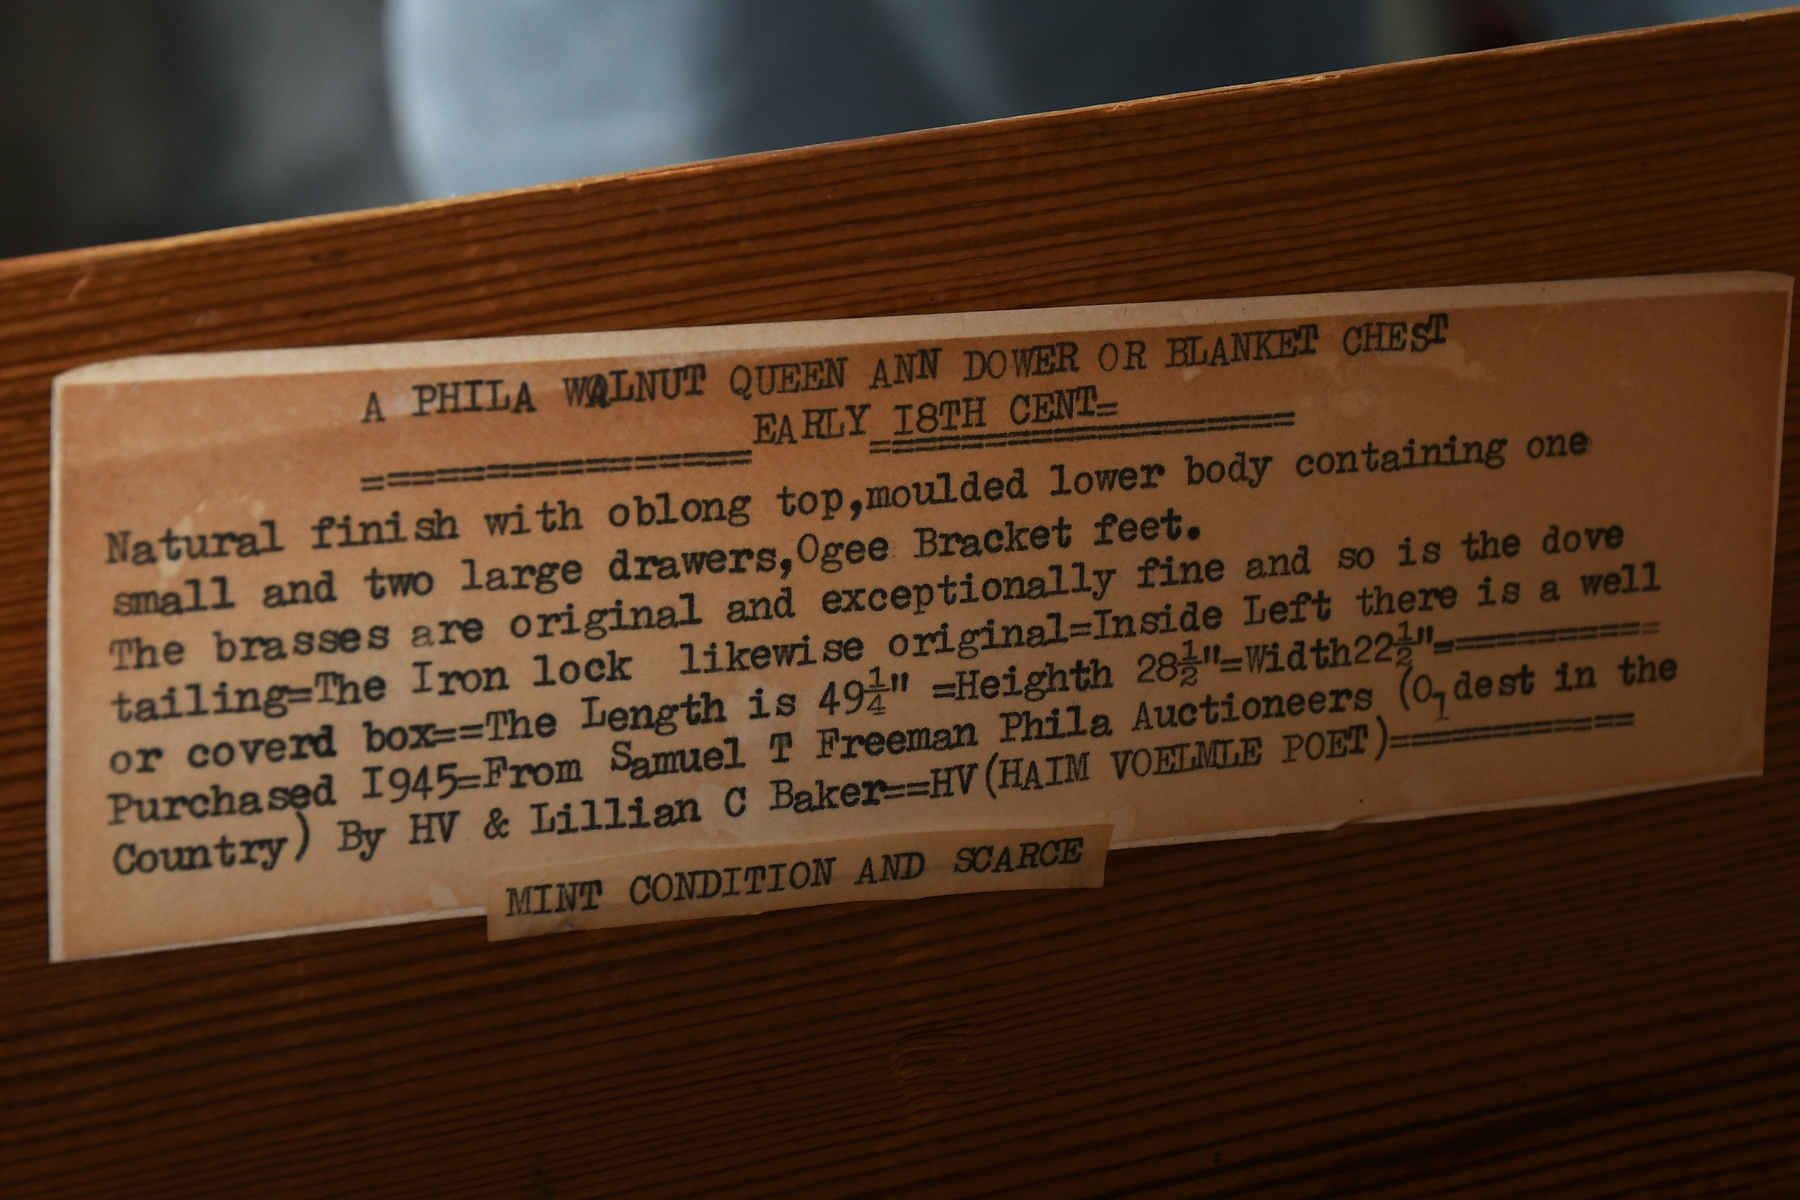 A PHILA WALNUT QUEEN ANN DOWER OR BLANKET CHEST
================EARLY I8TH CENT=
==================
Natural finish with oblong top,moulded lower body containing one
small and two large drawers,Ogee Bracket feet.
The brasses are original and exceptionally fine and so is the dove
tailing=The Iron lock  likewise original=Inside Left there is a well
or coverd box==The Length is 49¼" =Heighth 28½"=Width22½"===========
Purchased I945=From Samuel T Freeman Phila Auctioneers (Oldest in the
Country) By HV & Lillian C Baker==HV(HAIM VOELMLE POET)=============
MINT CONDITION AND SCARCE